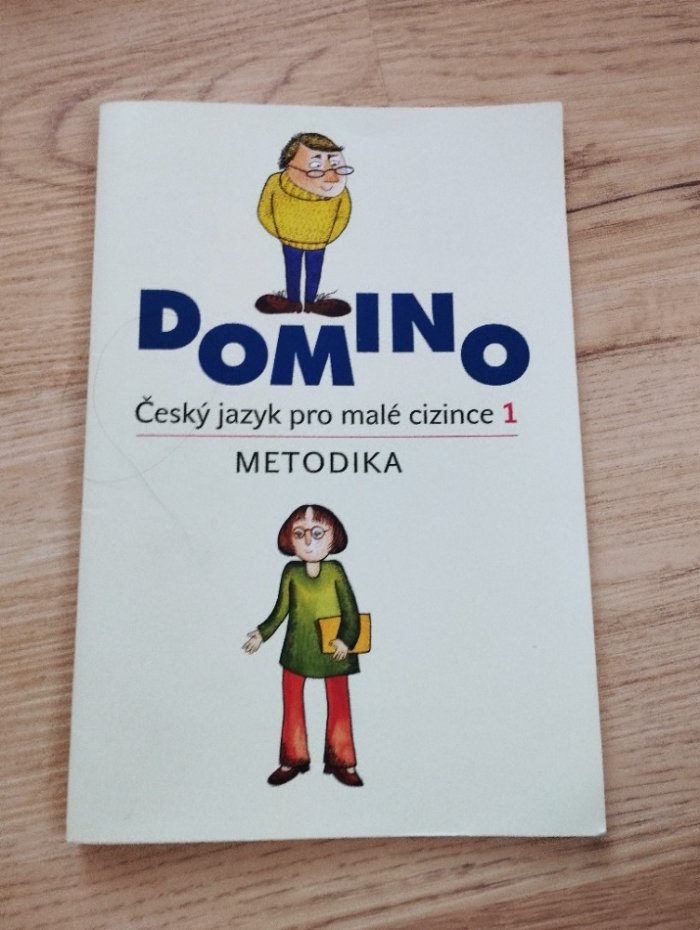 DOMINO
Český jazyk pro malé cizince 1
METODIKA